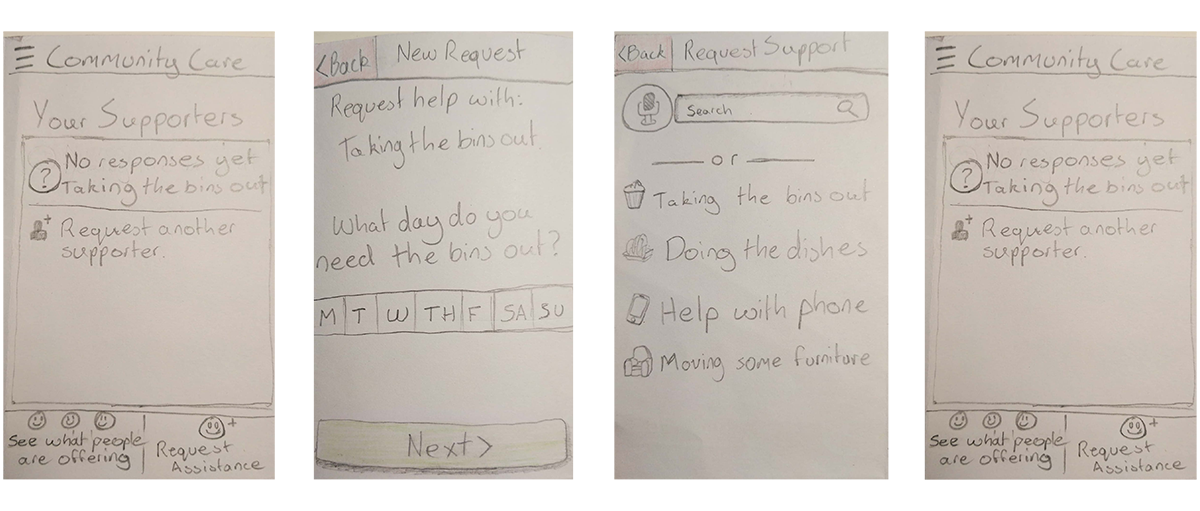 Community Care
Your Supporters
? No responses yet
Taking the bins out
Request another
supporter.
See what people
are offering
Request
Assistance
<Back
New Request
Request help with:
Taking the bins out
What day do you
need the bins out?
M T W TH F SA SU
Next >
<Back
Request Support
Search
or
Taking the bins out
Doing the dishes
Help with phone
Moving some furniture
Community Care
Your Supporters
? No responses yet
Taking the bins out
Request another
supporter.
See what people
are offering
Request
Assistance